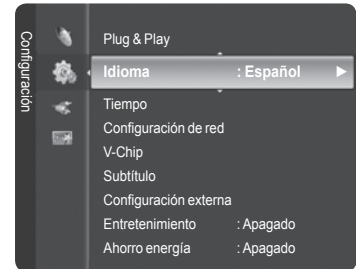 Configuración
Plug & Play
Idioma : Español
Tiempo
Configuración de red
V-Chip
Subtítulo
Configuración externa
Entretenimiento : Apagado
Ahorro energía : Apagado